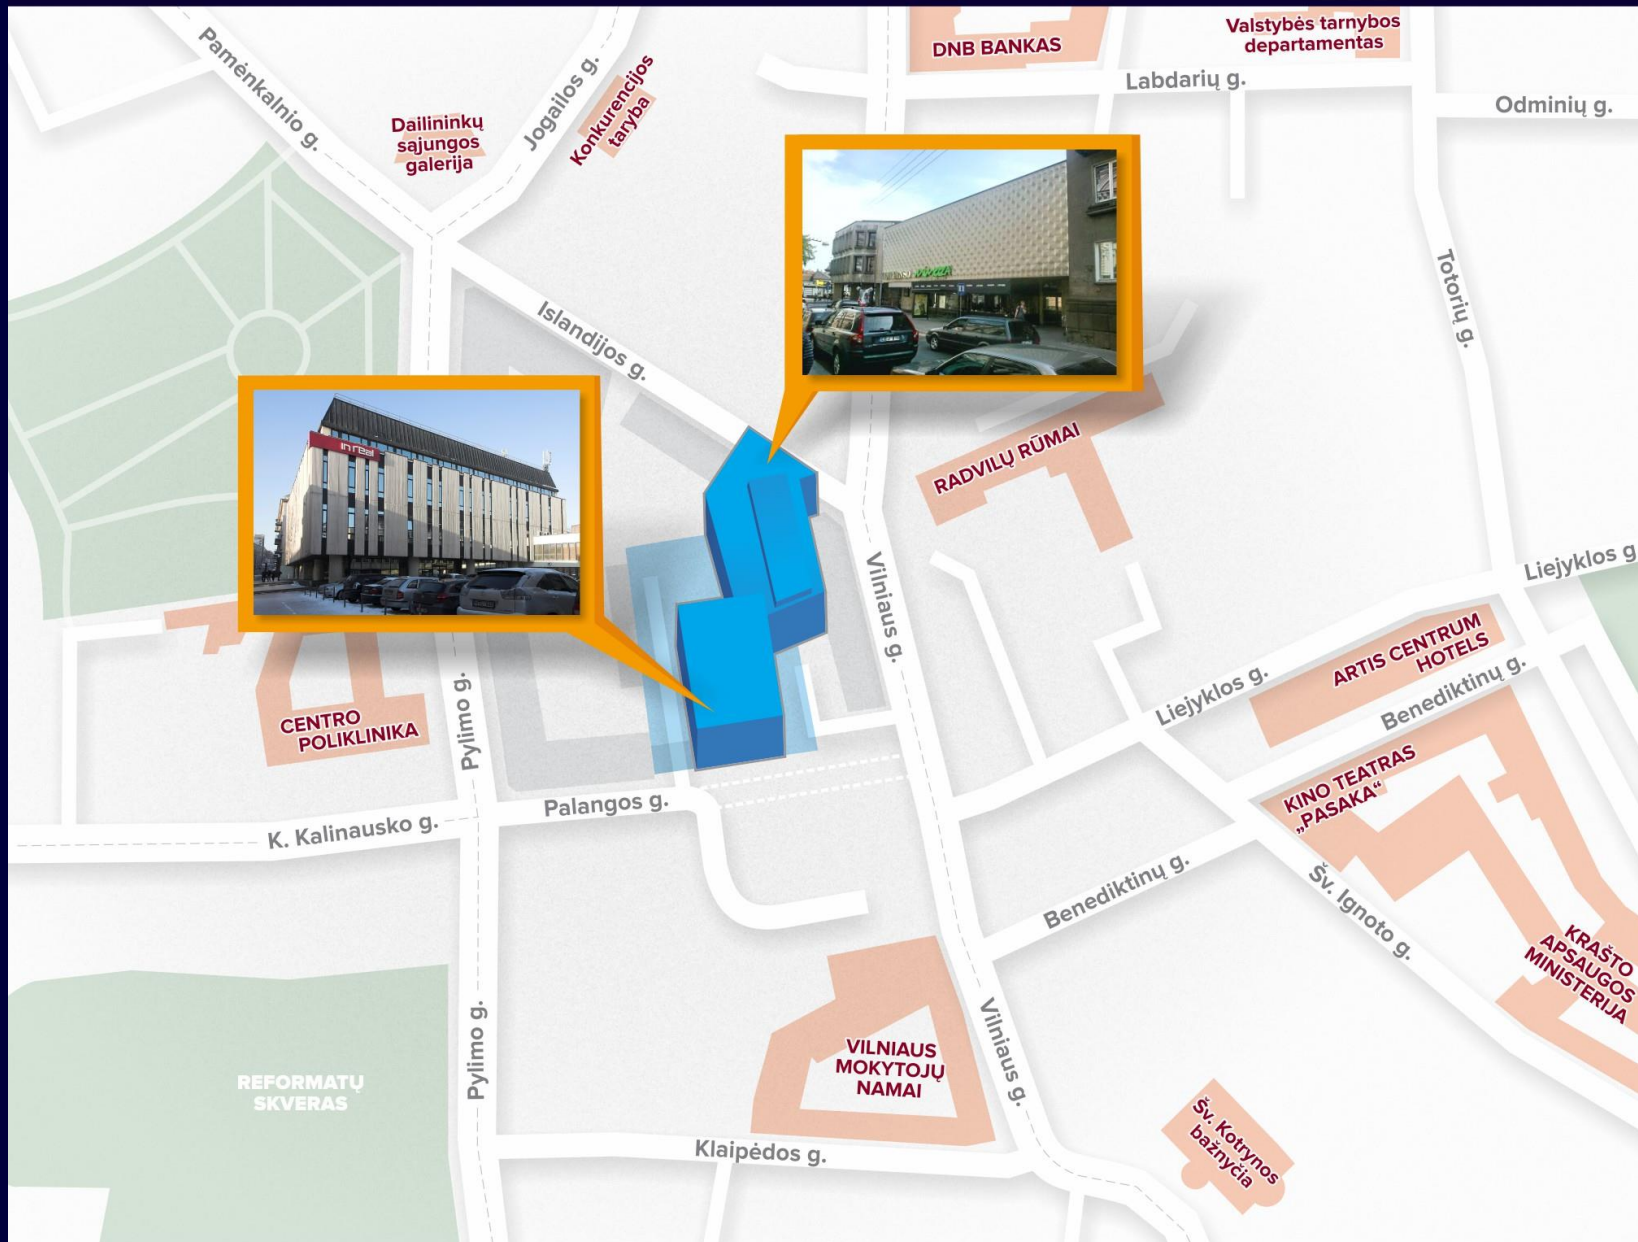 Pamėnkalnio g.
Jogailos g.
Konkurencijos
taryba
Dailininkų
sąjungos
galerija
DNB BANKAS
Valstybės tarnybos
departamentas
Labdarių g.
Odminių g.
Totorių g.
Islandijos g.
in real
RADVILŲ RŪMAI
Vilniaus g.
Liejyklos g.
ARTIS CENTRUM
HOTELS
Liejyklos g.
Benediktinų g.
CENTRO
POLIKLINIKA
Pylimo g.
Palangos g.
K. Kalinausko g.
KINO TEATRAS
„PASAKA“
Benediktinų g.
Šv. Ignoto g.
KRAŠTO
APSAUGOS
MINISTERIJA
Pylimo g.
Vilniaus g.
VILNIAUS
MOKYTOJŲ
NAMAI
REFORMATŲ
SKVERAS
Klaipėdos g.
Šv. Kotrynos
bažnyčia